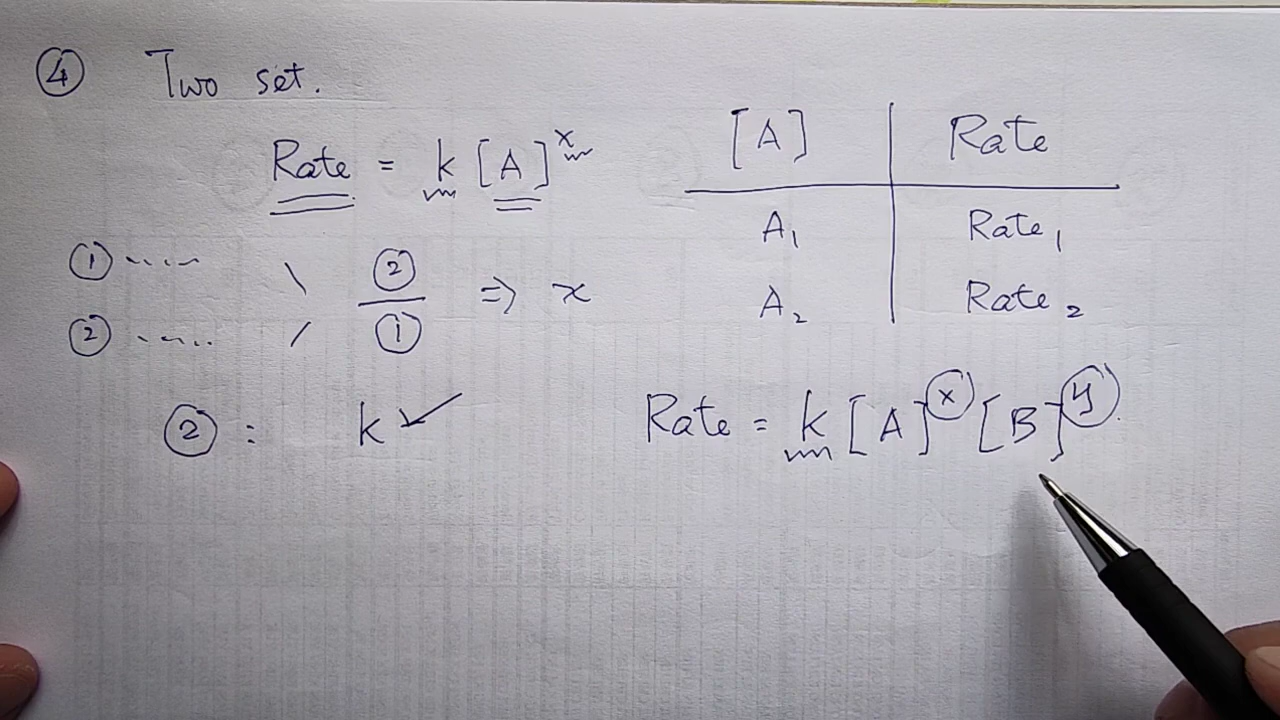 ④ Two set.
Rate = k [A]^x
[A] Rate
A₁ Rate₁
A₂ Rate₂
① ...... ②/① ⇒ x
② ......
② : k ✓
Rate = k [A]^x [B]^y